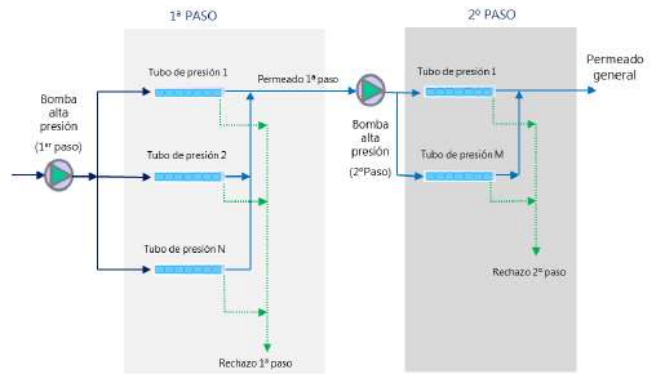 1ª PASO
2º PASO
Tubo de presión 1
Permeado 1ª paso
Tubo de presión 1
Permeado
general
Bomba
alta
presión
(1ᵉʳ paso)
Bomba
alta
presión
(2ºPaso)
Tubo de presión 2
Tubo de presión M
Tubo de presión N
Rechazo 2º paso
Rechazo 1ª paso